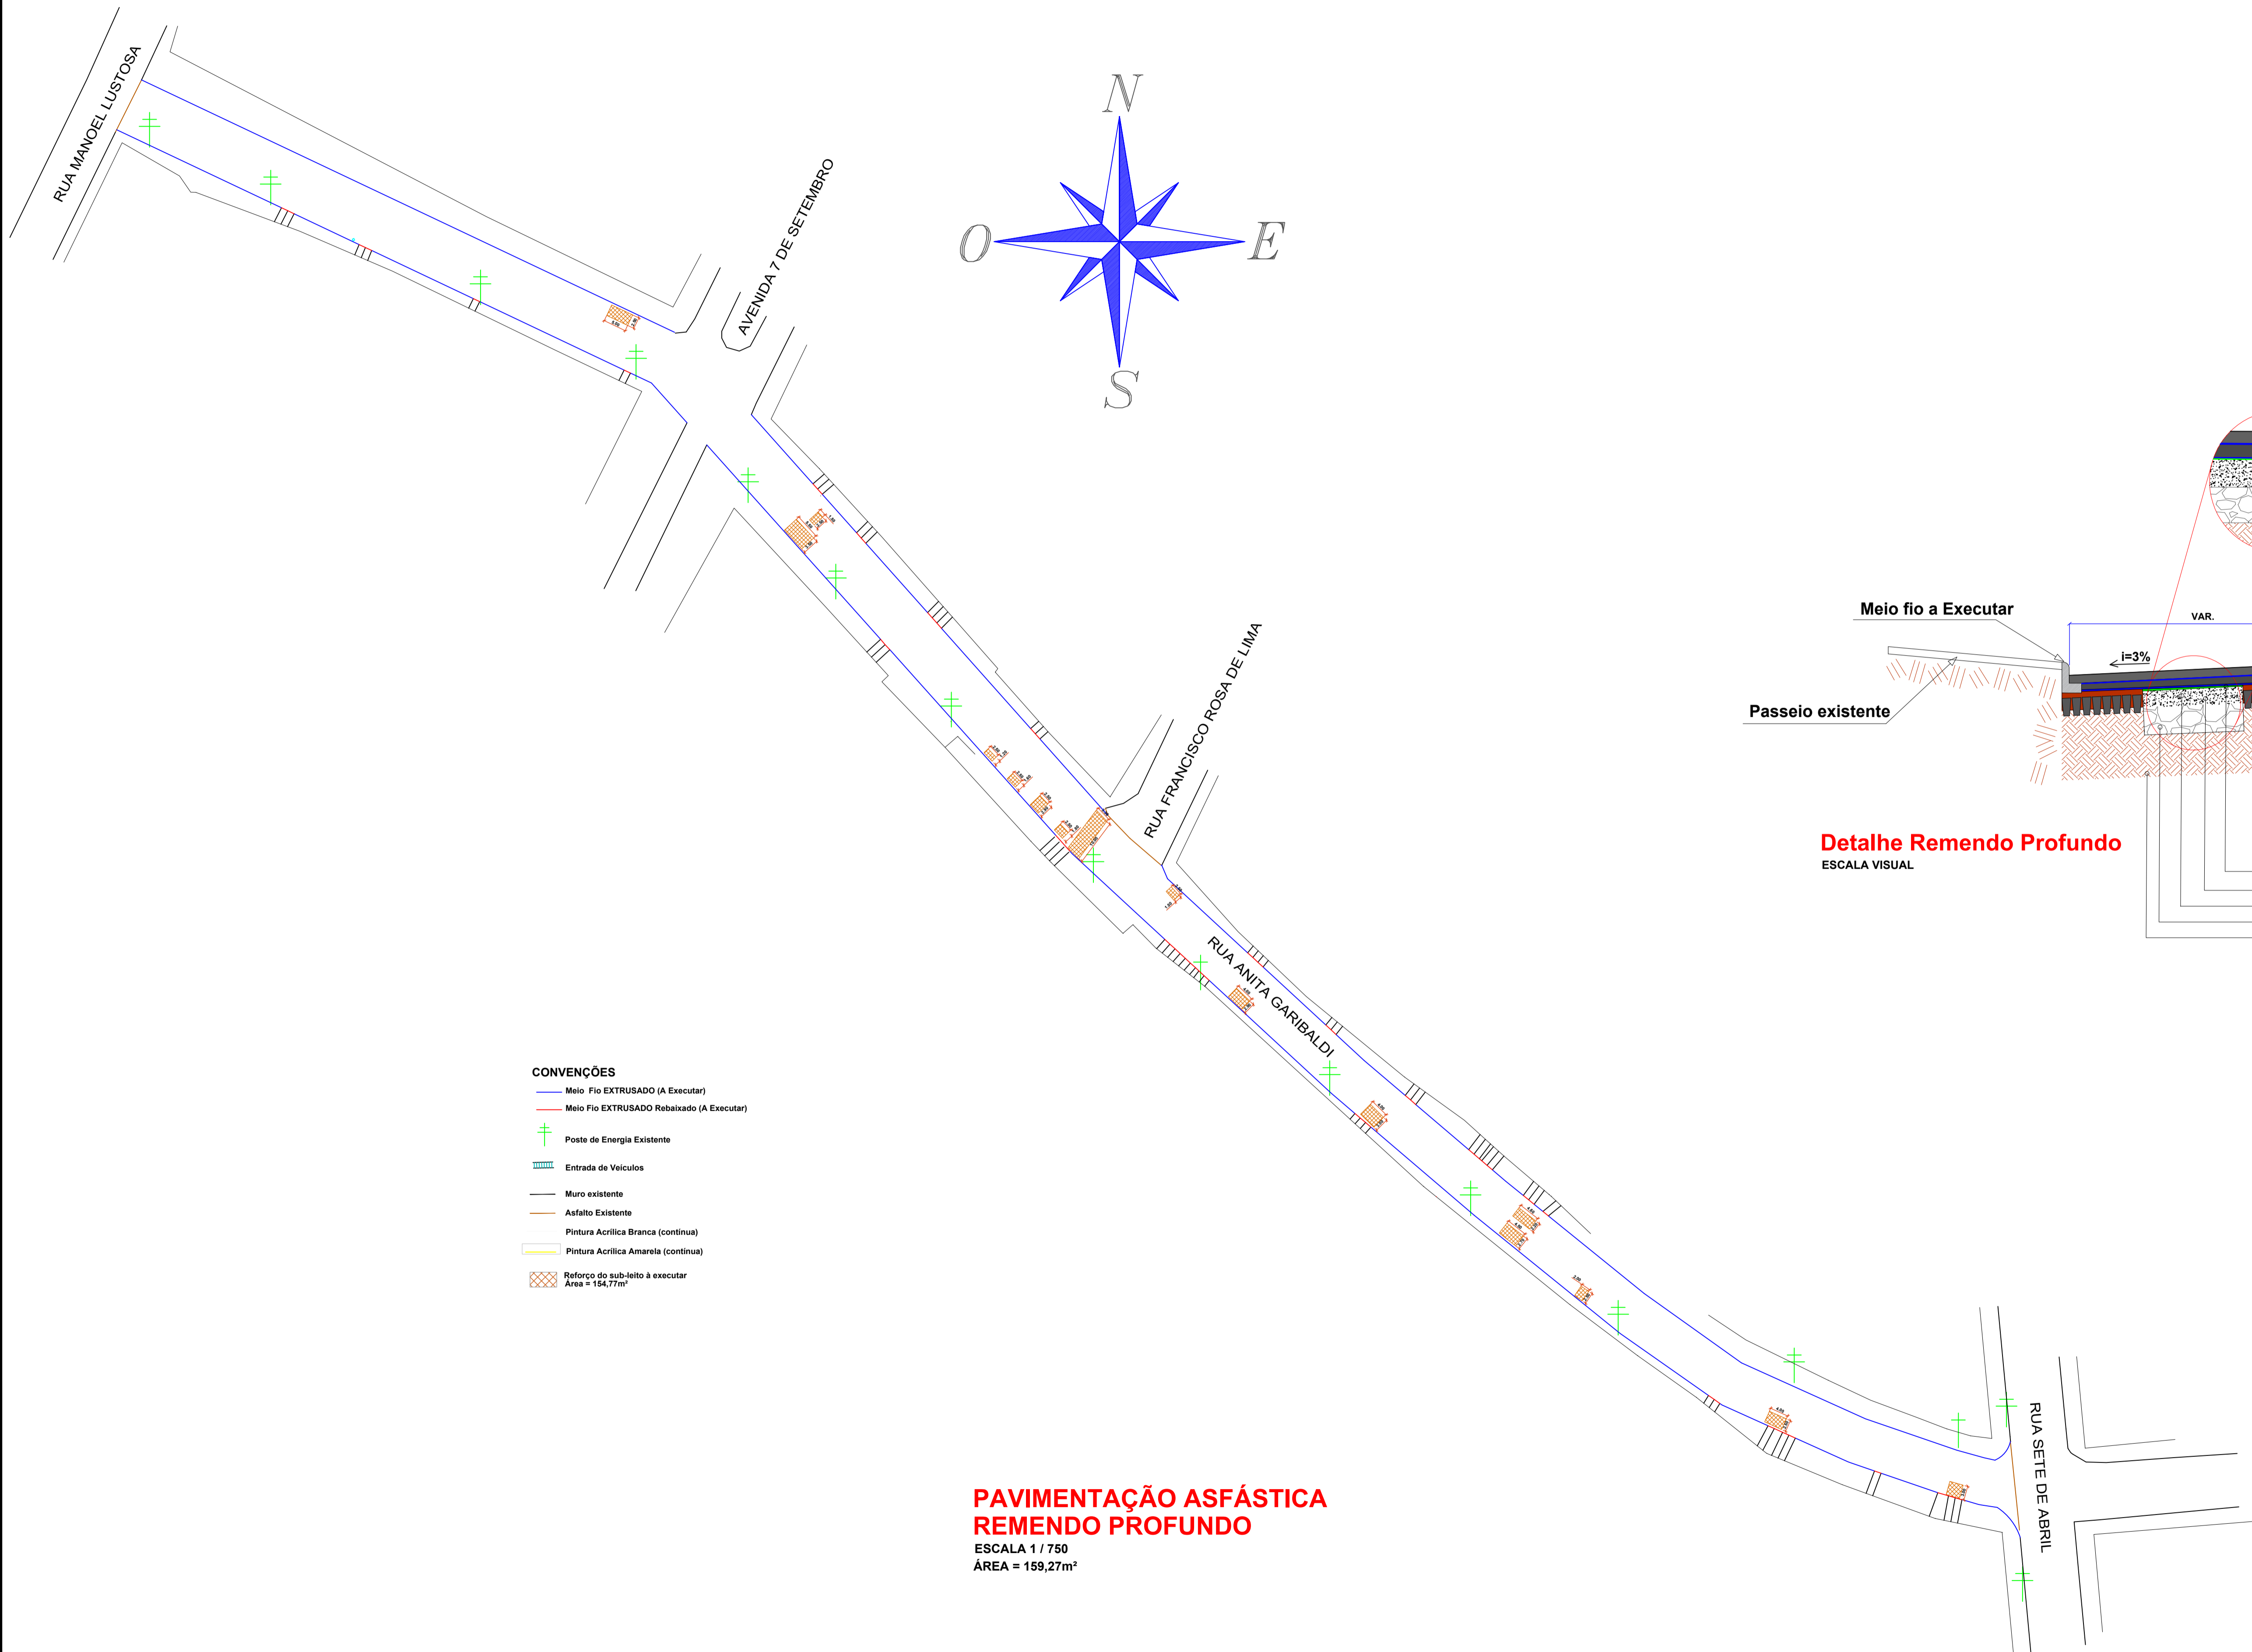 RUA MANOEL LUSTOSA
AVENIDA 7 DE SETEMBRO
N
O
E
S
RUA FRANCISCO ROSA DE LIMA
RUA ANITA GARIBALDI
RUA SETE DE ABRIL
Meio fio a Executar
VAR.
i=3%
Passeio existente
Detalhe Remendo Profundo
ESCALA VISUAL
CONVENÇÕES
Meio Fio EXTRUSADO (A Executar)
Meio Fio EXTRUSADO Rebaixado (A Executar)
Poste de Energia Existente
Entrada de Veículos
Muro existente
Asfalto Existente
Pintura Acrílica Branca (contínua)
Pintura Acrílica Amarela (contínua)
Reforço do sub-leito à executar
Área = 154,77m²
PAVIMENTAÇÃO ASFÁSTICA
REMENDO PROFUNDO
ESCALA 1 / 750
ÁREA = 159,27m²